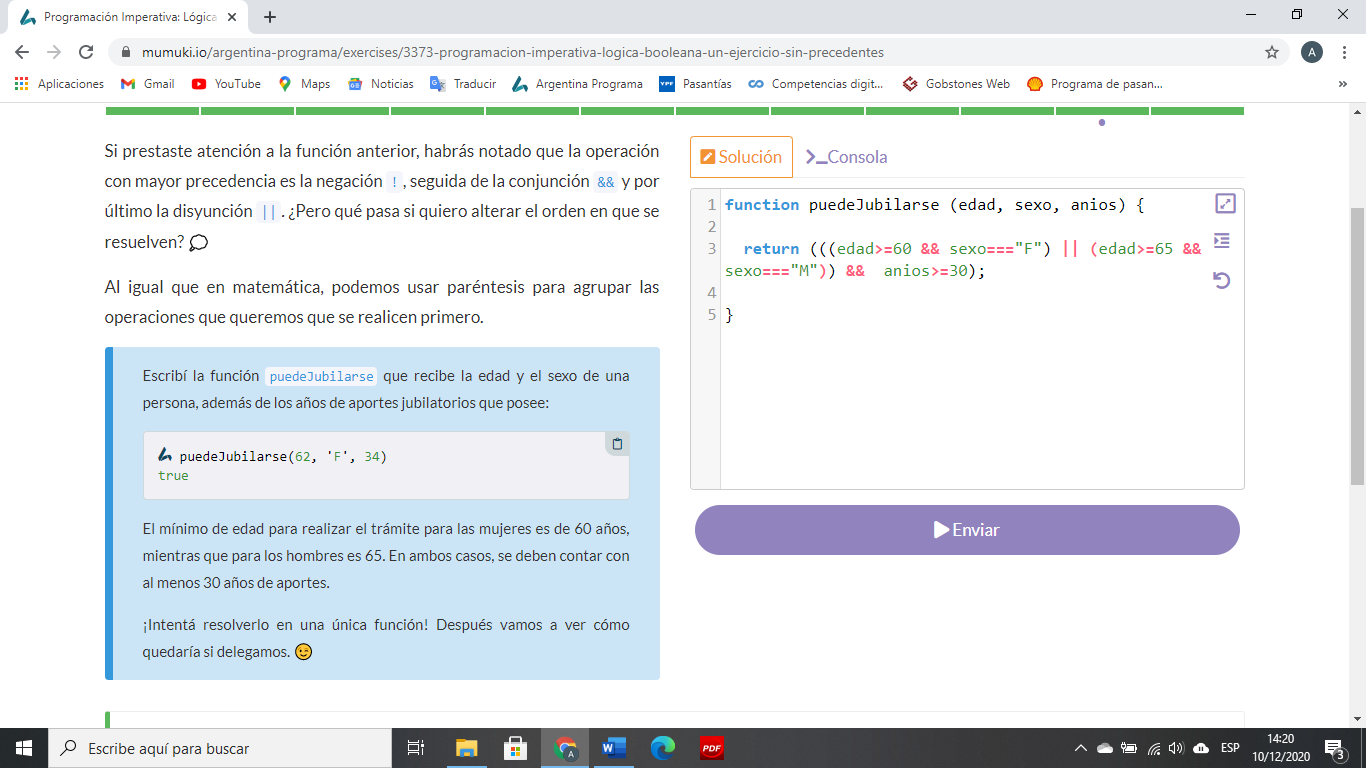 Programación Imperativa: Lógica
mumuki.io/argentina-programa/exercises/3373-programacion-imperativa-logica-booleana-un-ejercicio-sin-precedentes
A
Aplicaciones Gmail YouTube Maps Noticias Traducir Argentina Programa Pasantías Competencias digit... Gobstones Web Programa de pasan... »
Si prestaste atención a la función anterior, habrás notado que la operación
con mayor precedencia es la negación !, seguida de la conjunción && y por
último la disyunción ||. ¿Pero qué pasa si quiero alterar el orden en que se
resuelven?
Al igual que en matemática, podemos usar paréntesis para agrupar las
operaciones que queremos que se realicen primero.
Escribí la función puedeJubilarse que recibe la edad y el sexo de una
persona, además de los años de aportes jubilatorios que posee:
puedeJubilarse(62, 'F', 34)
true
El mínimo de edad para realizar el trámite para las mujeres es de 60 años,
mientras que para los hombres es 65. En ambos casos, se deben contar con
al menos 30 años de aportes.
¡Intentá resolverlo en una única función! Después vamos a ver cómo
quedaría si delegamos.
Solución Consola
1 function puedeJubilarse (edad, sexo, anios) {
2
3 return (((edad>=60 && sexo==="F") || (edad>=65 &&
sexo==="M")) && anios>=30);
4
5 }
Enviar
Escribe aquí para buscar
W
A
PDF
ESP
14:20
10/12/2020
3